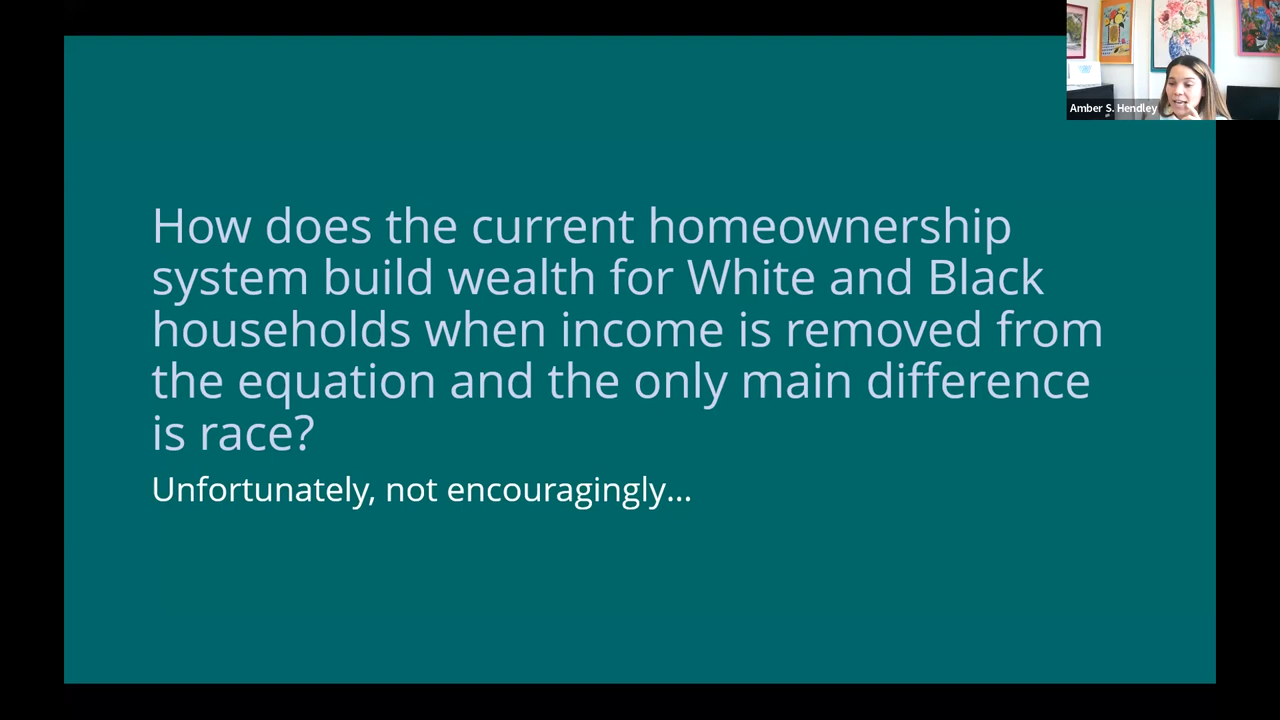 Amber S. Hendley
How does the current homeownership
system build wealth for White and Black
households when income is removed from
the equation and the only main difference
is race?
Unfortunately, not encouragingly...